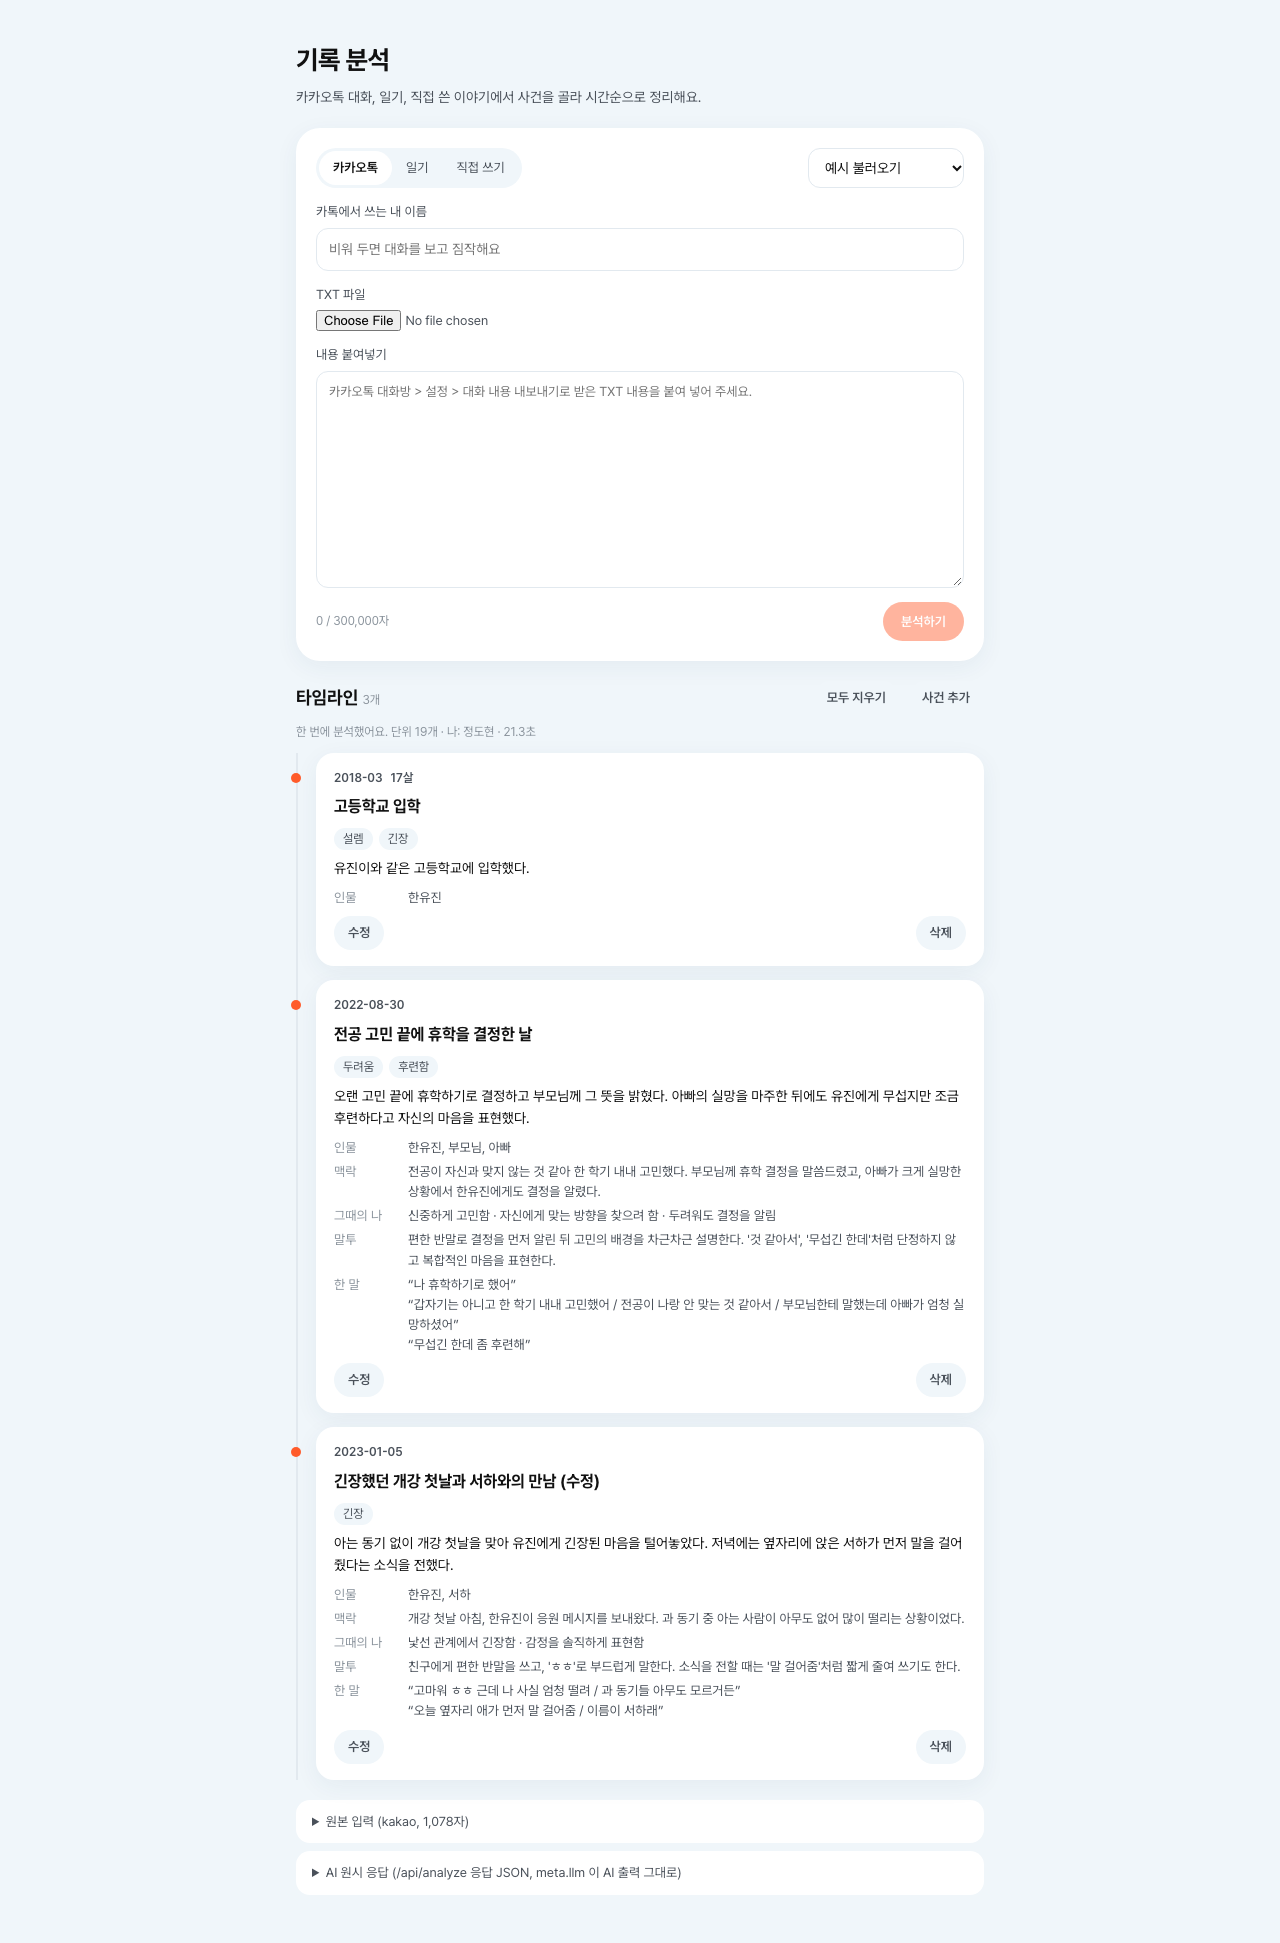 기록 분석
카카오톡 대화, 일기, 직접 쓴 이야기에서 사건을 골라 시간순으로 정리해요.
카카오톡 일기 직접 쓰기 예시 불러오기
카톡에서 쓰는 내 이름
비워 두면 대화를 보고 짐작해요
TXT 파일
Choose File No file chosen
내용 붙여넣기
카카오톡 대화방 > 설정 > 대화 내용 내보내기로 받은 TXT 내용을 붙여 넣어 주세요.
0 / 300,000자 분석하기
타임라인 3개 모두 지우기 사건 추가
한 번에 분석했어요. 단위 19개 · 나: 정도현 · 21.3초
2018-03 17살
고등학교 입학
설렘 긴장
유진이와 같은 고등학교에 입학했다.
인물 한유진
수정 삭제
2022-08-30
전공 고민 끝에 휴학을 결정한 날
두려움 후련함
오랜 고민 끝에 휴학하기로 결정하고 부모님께 그 뜻을 밝혔다. 아빠의 실망을 마주한 뒤에도 유진에게 무섭지만 조금
후련하다고 자신의 마음을 표현했다.
인물 한유진, 부모님, 아빠
맥락 전공이 자신과 맞지 않는 것 같아 한 학기 내내 고민했다. 부모님께 휴학 결정을 말씀드렸고, 아빠가 크게 실망한
상황에서 한유진에게도 결정을 알렸다.
그때의 나 신중하게 고민함 · 자신에게 맞는 방향을 찾으려 함 · 두려워도 결정을 알림
말투 편한 반말로 결정을 먼저 알린 뒤 고민의 배경을 차근차근 설명한다. '것 같아서', '무섭긴 한데'처럼 단정하지 않
고 복합적인 마음을 표현한다.
한 말 “나 휴학하기로 했어”
“갑자기는 아니고 한 학기 내내 고민했어 / 전공이 나랑 안 맞는 것 같아서 / 부모님한테 말했는데 아빠가 엄청 실
망하셨어”
“무섭긴 한데 좀 후련해”
수정 삭제
2023-01-05
긴장했던 개강 첫날과 서하와의 만남 (수정)
긴장
아는 동기 없이 개강 첫날을 맞아 유진에게 긴장된 마음을 털어놓았다. 저녁에는 옆자리에 앉은 서하가 먼저 말을 걸어
줬다는 소식을 전했다.
인물 한유진, 서하
맥락 개강 첫날 아침, 한유진이 응원 메시지를 보내왔다. 과 동기 중 아는 사람이 아무도 없어 많이 떨리는 상황이었다.
그때의 나 낯선 관계에서 긴장함 · 감정을 솔직하게 표현함
말투 친구에게 편한 반말을 쓰고, 'ㅎㅎ'로 부드럽게 말한다. 소식을 전할 때는 '말 걸어줌'처럼 짧게 줄여 쓰기도 한다.
한 말 “고마워 ㅎㅎ 근데 나 사실 엄청 떨려 / 과 동기들 아무도 모르거든”
“오늘 옆자리 애가 먼저 말 걸어줌 / 이름이 서하래”
수정 삭제
▶ 원본 입력 (kakao, 1,078자)
▶ AI 원시 응답 (/api/analyze 응답 JSON, meta.llm 이 AI 출력 그대로)